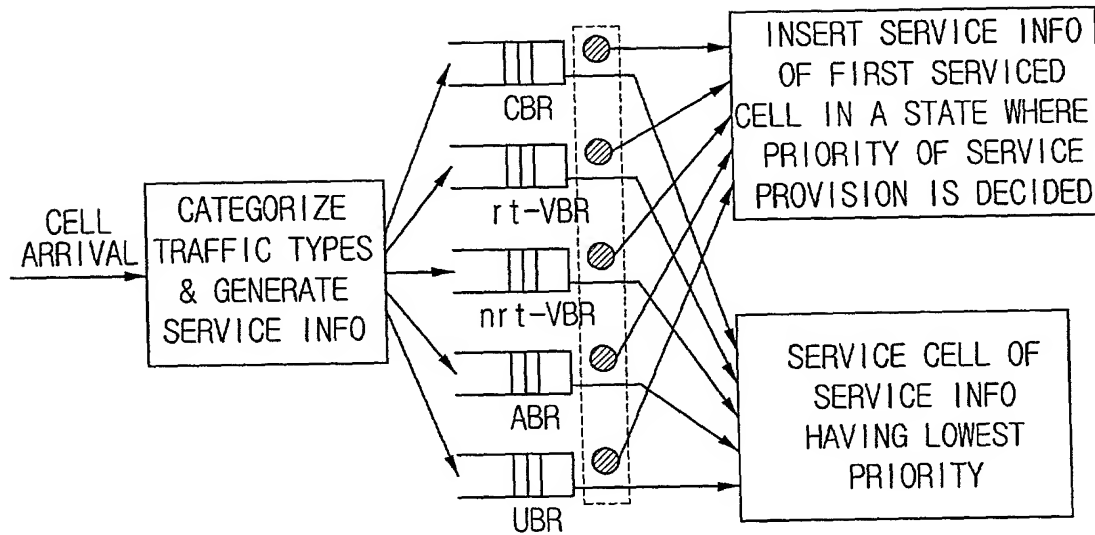 CELL
ARRIVAL
CATEGORIZE
TRAFFIC TYPES
& GENERATE
SERVICE INFO
CBR
rt-VBR
nrt-VBR
ABR
UBR
INSERT SERVICE INFO
OF FIRST SERVICED
CELL IN A STATE WHERE
PRIORITY OF SERVICE
PROVISION IS DECIDED
SERVICE CELL OF
SERVICE INFO
HAVING LOWEST
PRIORITY